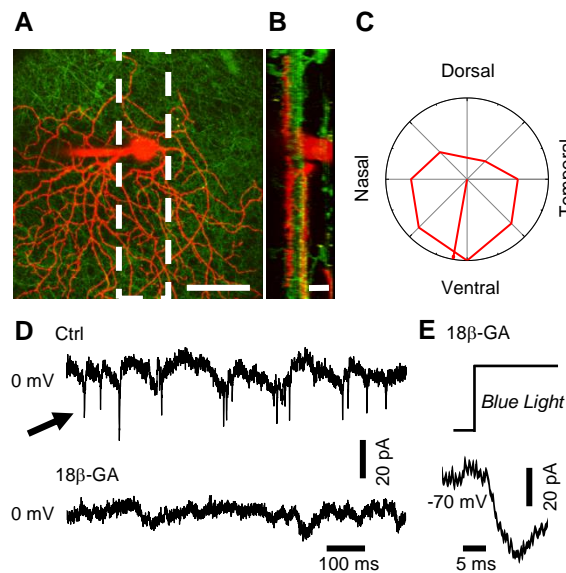 A
B
C
Dorsal
Nasal
Temporal
Ventral
D
Ctrl
0 mV
20 pA
18β-GA
0 mV
100 ms
E
18β-GA
Blue Light
-70 mV
20 pA
5 ms